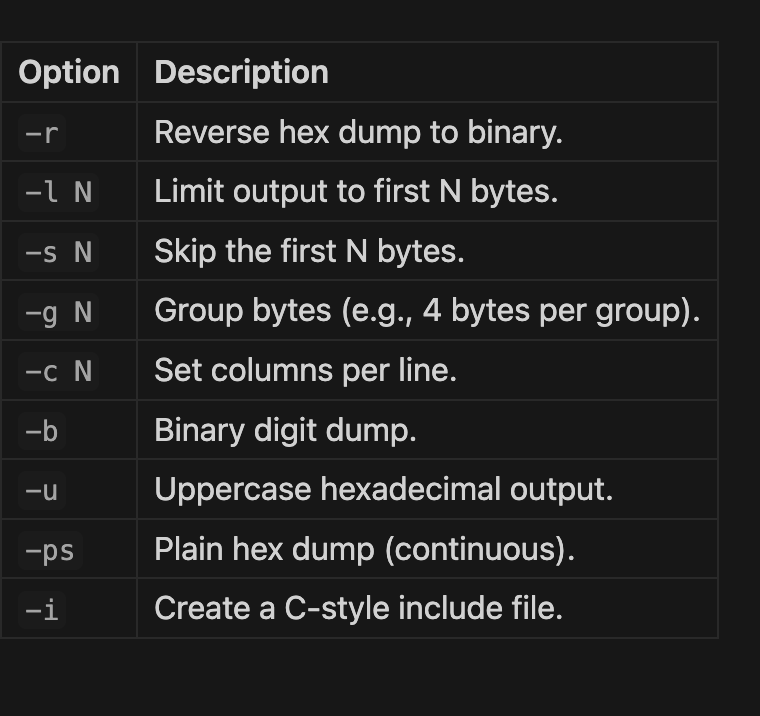 Option Description
-r Reverse hex dump to binary.
-l N Limit output to first N bytes.
-s N Skip the first N bytes.
-g N Group bytes (e.g., 4 bytes per group).
-c N Set columns per line.
-b Binary digit dump.
-u Uppercase hexadecimal output.
-ps Plain hex dump (continuous).
-i Create a C-style include file.